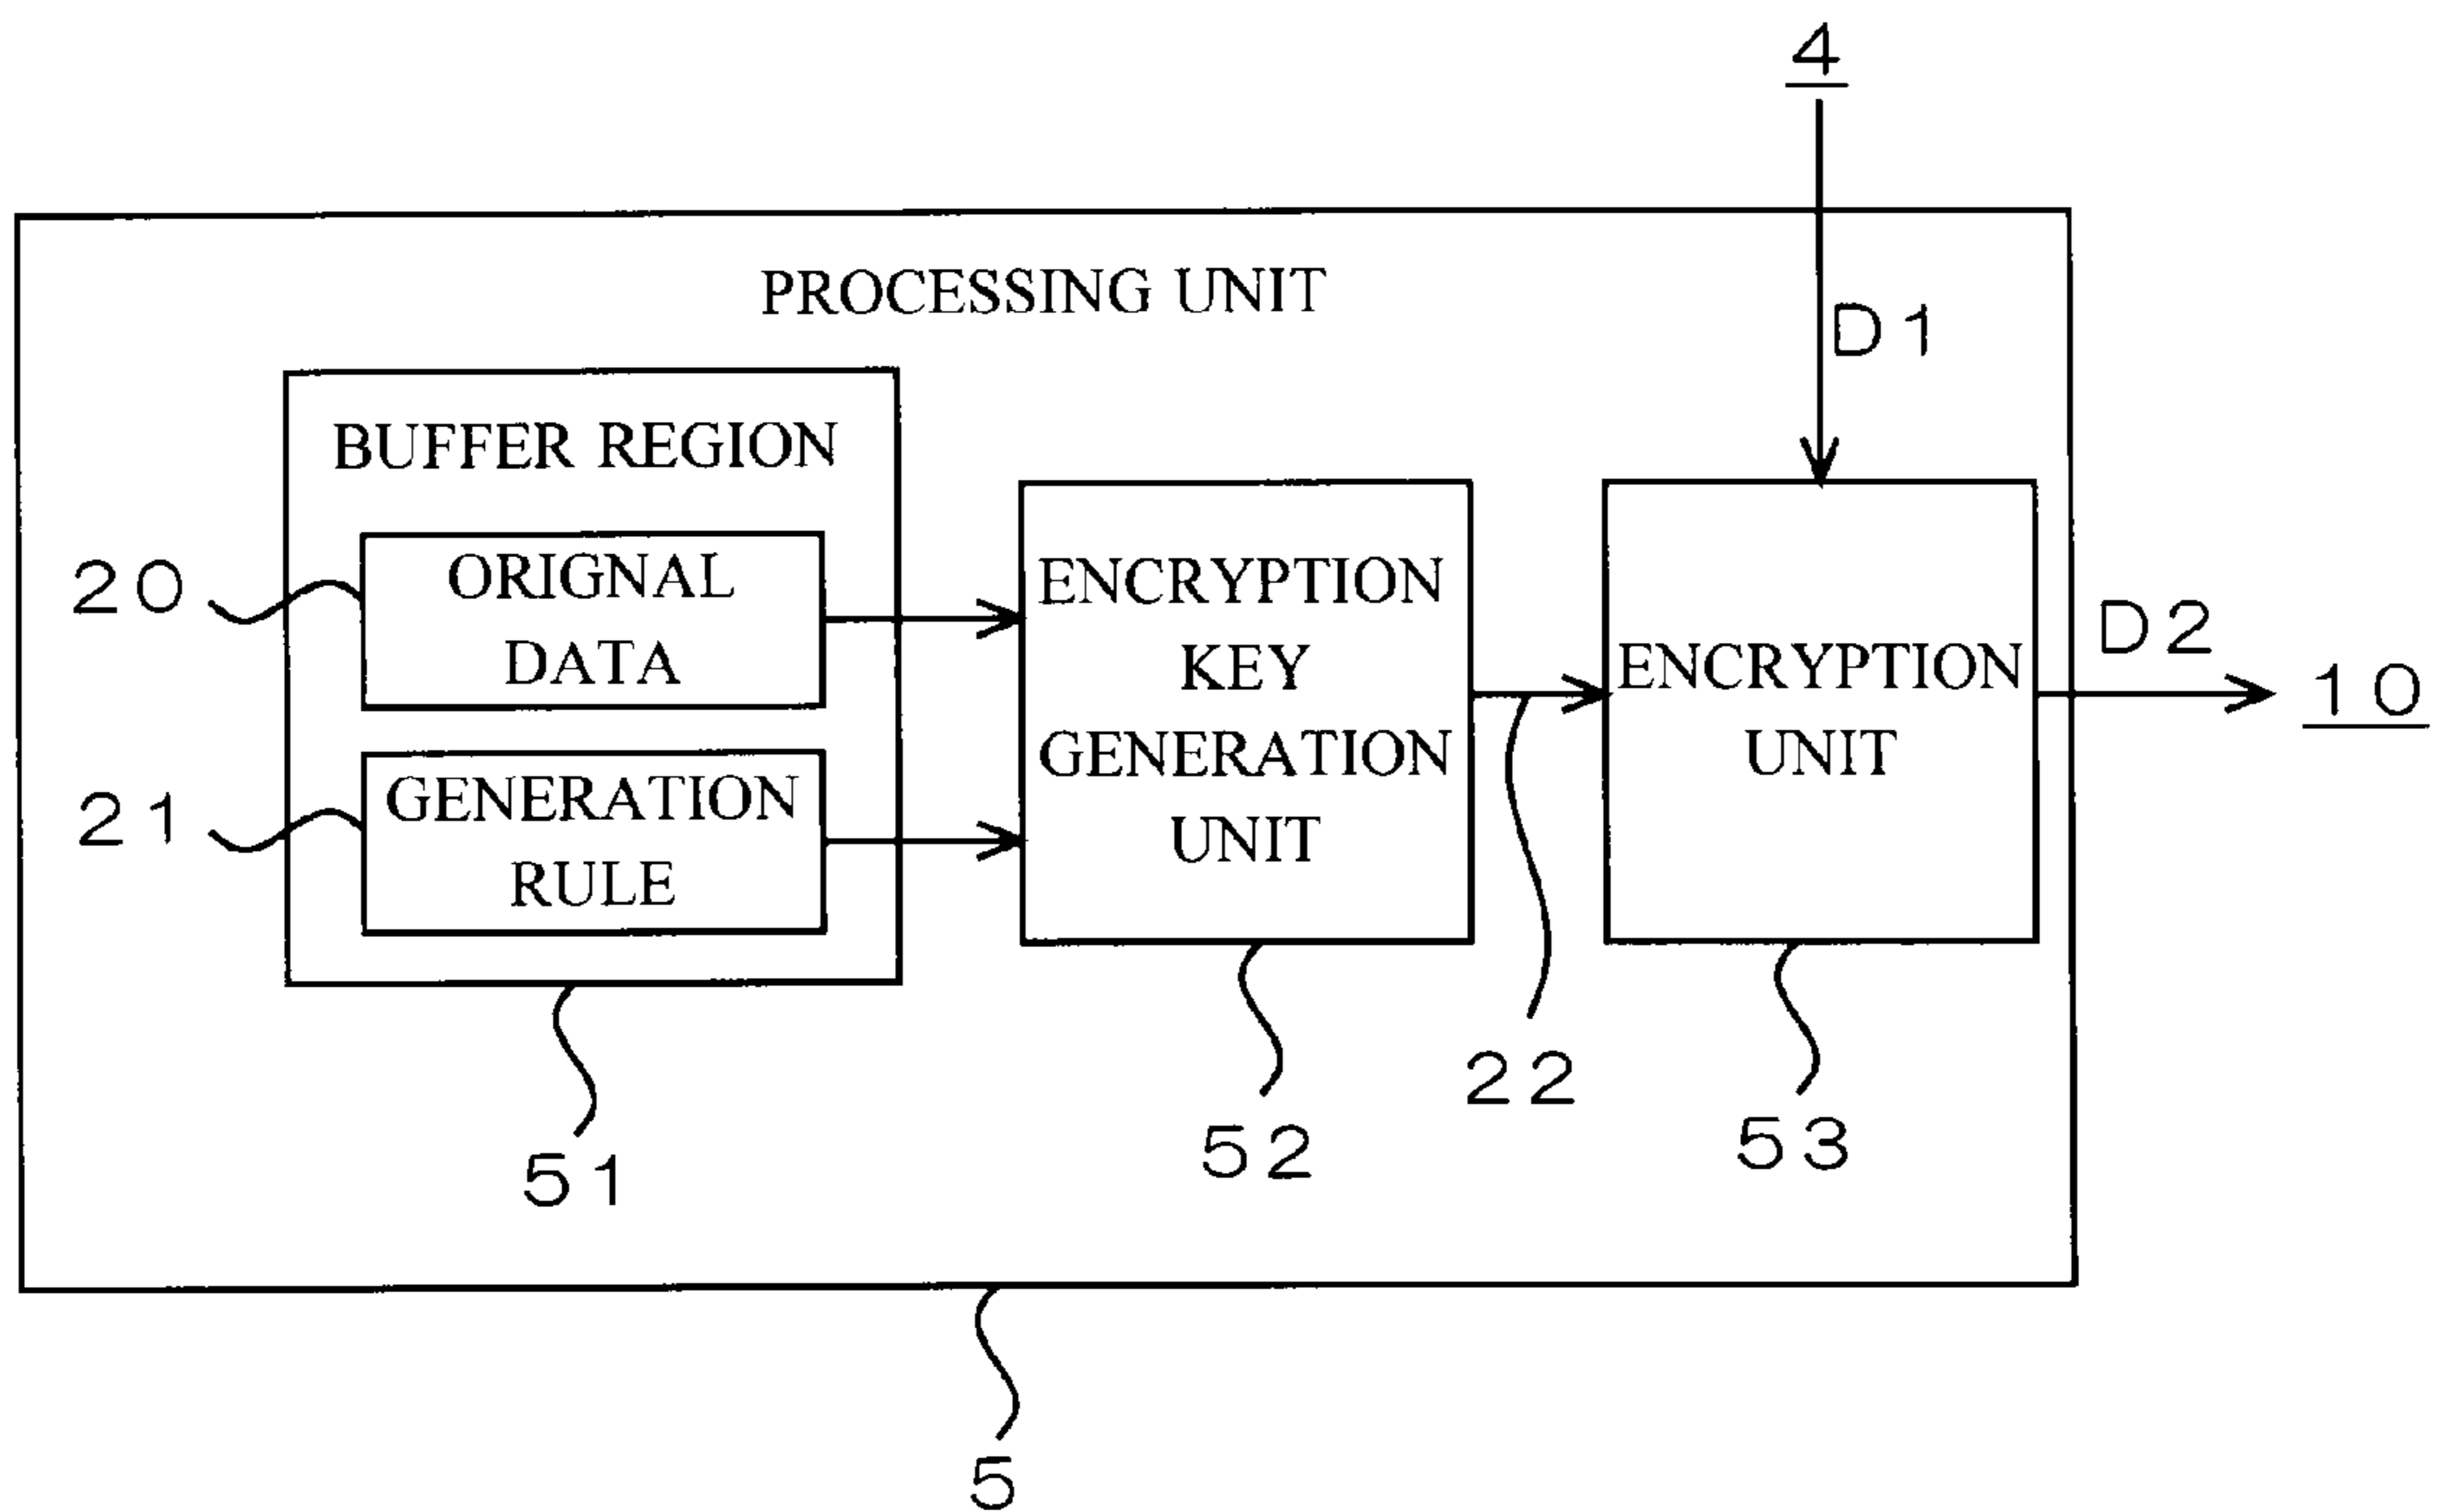 4
PROCESSING UNIT
D1
BUFFER REGION
20
ORIGNAL
DATA
21
GENERATION
RULE
ENCRYPTION
KEY
GENERATION
UNIT
ENCRYPTION
UNIT
D2
10
22
51
52
53
5